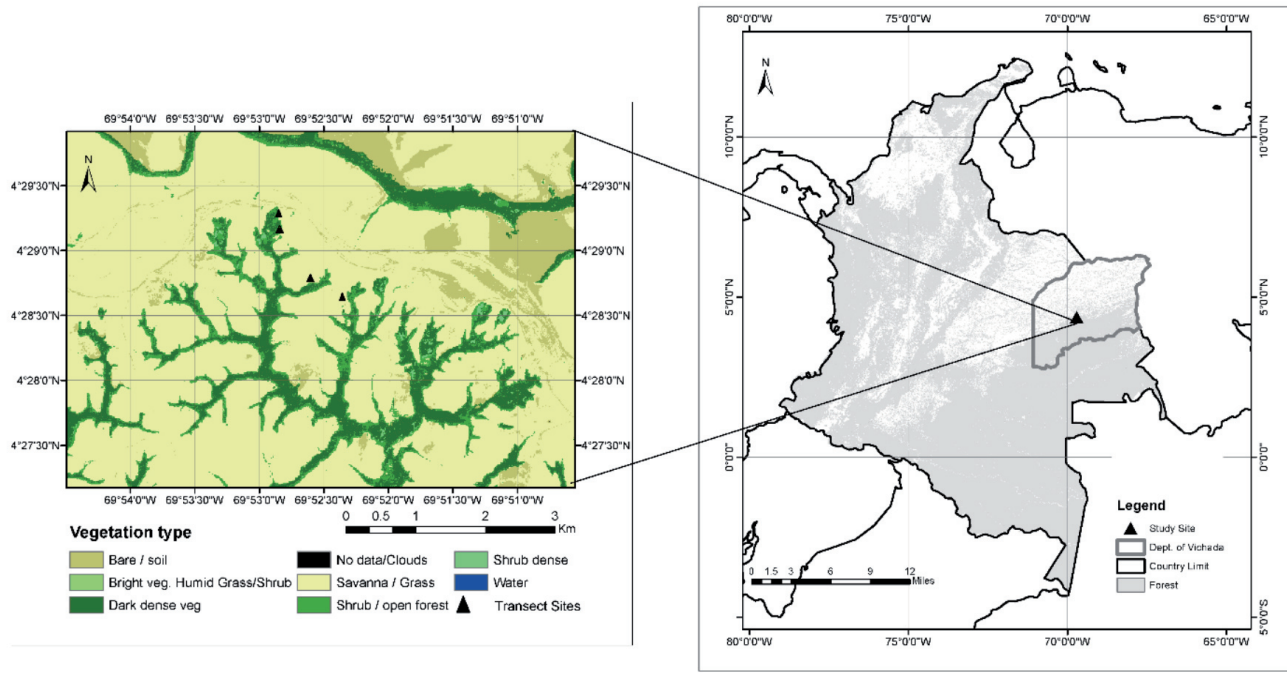 N
69°54'0"W 69°53'30"W 69°53'0"W 69°52'30"W 69°52'0"W 69°51'30"W 69°51'0"W
4°29'30"N 4°29'30"N
4°29'0"N 4°29'0"N
4°28'30"N 4°28'30"N
4°28'0"N 4°28'0"N
4°27'30"N 4°27'30"N
69°54'0"W 69°53'30"W 69°53'0"W 69°52'30"W 69°52'0"W 69°51'30"W 69°51'0"W
0 0.5 1 2 3
Km
Vegetation type
Bare / soil
Bright veg. Humid Grass/Shrub
Dark dense veg
No data/Clouds
Savanna / Grass
Shrub / open forest
Shrub dense
Water
Transect Sites
80°0'0"W 75°0'0"W 70°0'0"W 65°0'0"W
N
10°0'0"N 10°0'0"N
5°0'0"N 5°0'0"N
0°0'0" 0°0'0"
5°0'0"S
Legend
Study Site
Dept. of Vichada
Country Limit
Forest
0 1.5 3 6 9 12
Miles
80°0'0"W 75°0'0"W 70°0'0"W 65°0'0"W